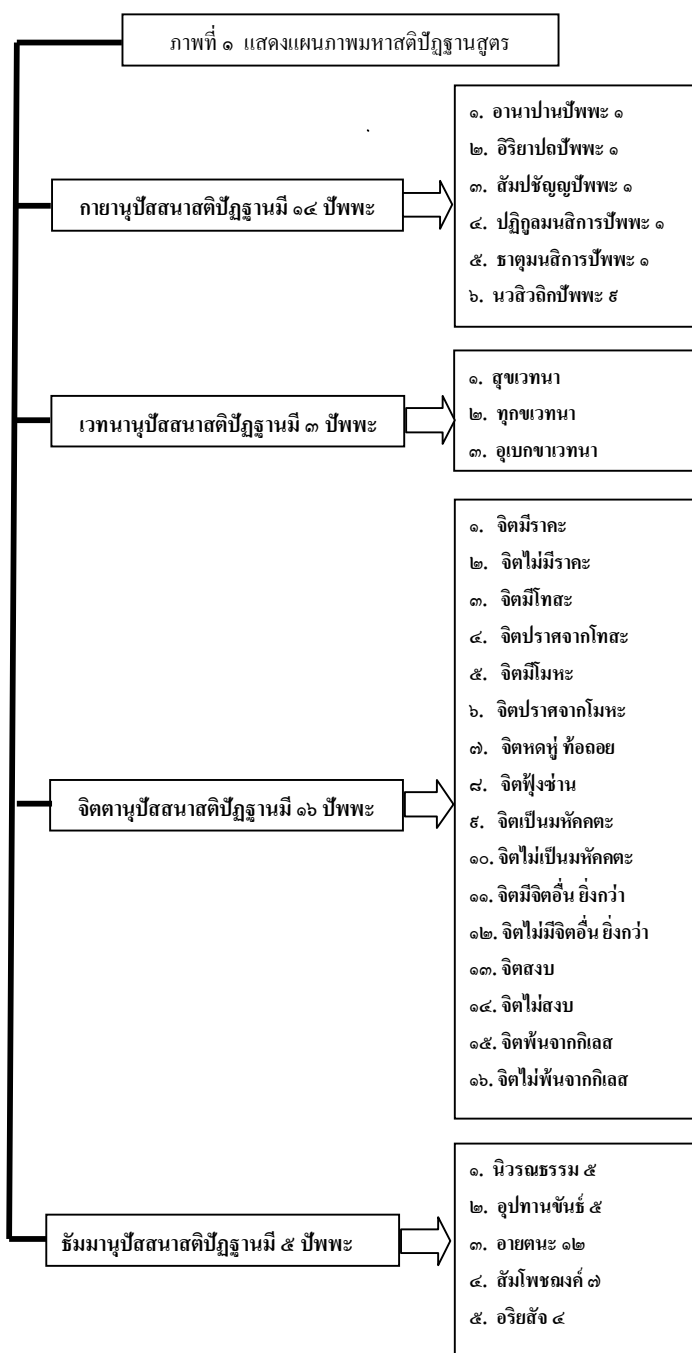 ภาพที่ ๑ แสดงแผนภาพมหาสติปัฏฐานสูตร
กายานุปัสสนาสติปัฏฐานมี ๑๔ ปัพพะ
๑. อานาปานปัพพะ ๑
๒. อิริยาปถปัพพะ ๑
๓. สัมปชัญญปัพพะ ๑
๔. ปฏิกูลมนสิการปัพพะ ๑
๕. ธาตุมนสิการปัพพะ ๑
๖. นวสิวถิกปัพพะ ๙
เวทนานุปัสสนาสติปัฏฐานมี ๓ ปัพพะ
๑. สุขเวทนา
๒. ทุกขเวทนา
๓. อุเบกขาเวทนา
จิตตานุปัสสนาสติปัฏฐานมี ๑๖ ปัพพะ
๑. จิตมีราคะ
๒. จิตไม่มีราคะ
๓. จิตมีโทสะ
๔. จิตปราศจากโทสะ
๕. จิตมีโมหะ
๖. จิตปราศจากโมหะ
๗. จิตหดหู่ ท้อถอย
๘. จิตฟุ้งซ่าน
๙. จิตเป็นมหัคคตะ
๑๐. จิตไม่เป็นมหัคคตะ
๑๑. จิตมีจิตอื่น ยิ่งกว่า
๑๒. จิตไม่มีจิตอื่น ยิ่งกว่า
๑๓. จิตสงบ
๑๔. จิตไม่สงบ
๑๕. จิตพ้นจากกิเลส
๑๖. จิตไม่พ้นจากกิเลส
ธัมมานุปัสสนาสติปัฏฐานมี ๕ ปัพพะ
๑. นิวรณธรรม ๕
๒. อุปทานขันธ์ ๕
๓. อายตนะ ๑๒
๔. สัมโพชฌงค์ ๗
๕. อริยสัจ ๔